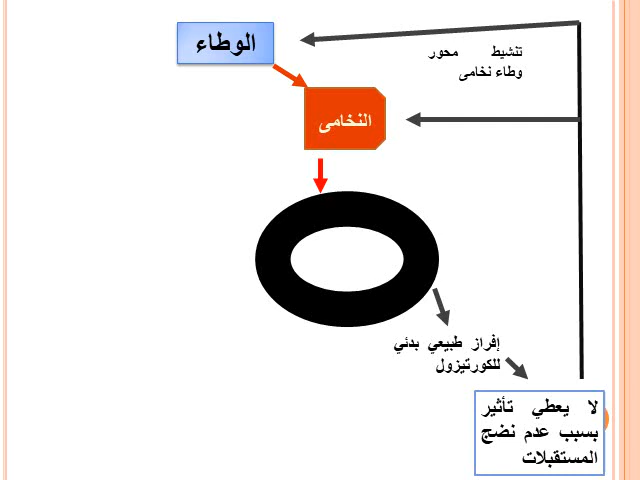 الوطاء
تنشيط محور
وطاء نخامى
النخامى
إفراز طبيعي بدئي
للكورتيزول
لا يعطي تأثير
بسبب عدم نضج
المستقبلات